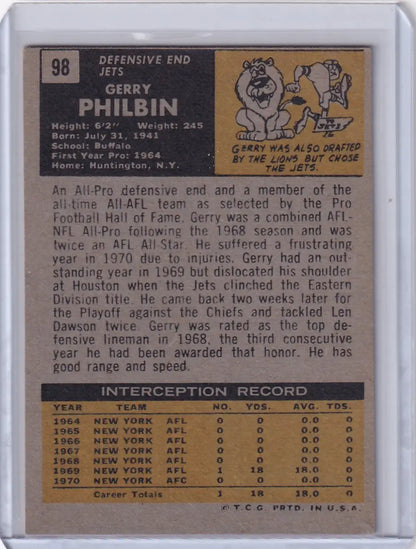 98
DEFENSIVE END
JETS
GERRY
PHILBIN
Height: 6'2" Weight: 245
Born: July 31, 1941
School: Buffalo
First Year Pro: 1964
Home: Huntington, N.Y.
TO
JETS
GERRY WAS ALSO DRAFTED
BY THE LIONS BUT CHOSE
THE JETS.
An All-Pro defensive end and a member of the
all-time All-AFL team as selected by the Pro
Football Hall of Fame. Gerry was a combined AFL-
NFL All-Pro following the 1968 season and was
twice an AFL All-Star. He suffered a frustrating
year in 1970 due to injuries. Gerry had an out-
standing year in 1969 but dislocated his shoulder
at Houston when the Jets clinched the Eastern
Division title. He came back two weeks later for
the Playoff against the Chiefs and tackled Len
Dawson twice. Gerry was rated as the top de-
fensive lineman in 1968, the third consecutive
year he had been awarded that honor. He has
good range and speed.
INTERCEPTION RECORD
YEAR TEAM NO. YDS. AVG. TDS.
1964 NEW YORK AFL 0 0 0.0 0
1965 NEW YORK AFL 0 0 0.0 0
1966 NEW YORK AFL 0 0 0.0 0
1967 NEW YORK AFL 0 0 0.0 0
1968 NEW YORK AFL 0 0 0.0 0
1969 NEW YORK AFL 1 18 18.0 0
1970 NEW YORK AFC 0 0 0.0 0
Career Totals 1 18 18.0 0
© T.C.G. PRTD. IN U.S.A.